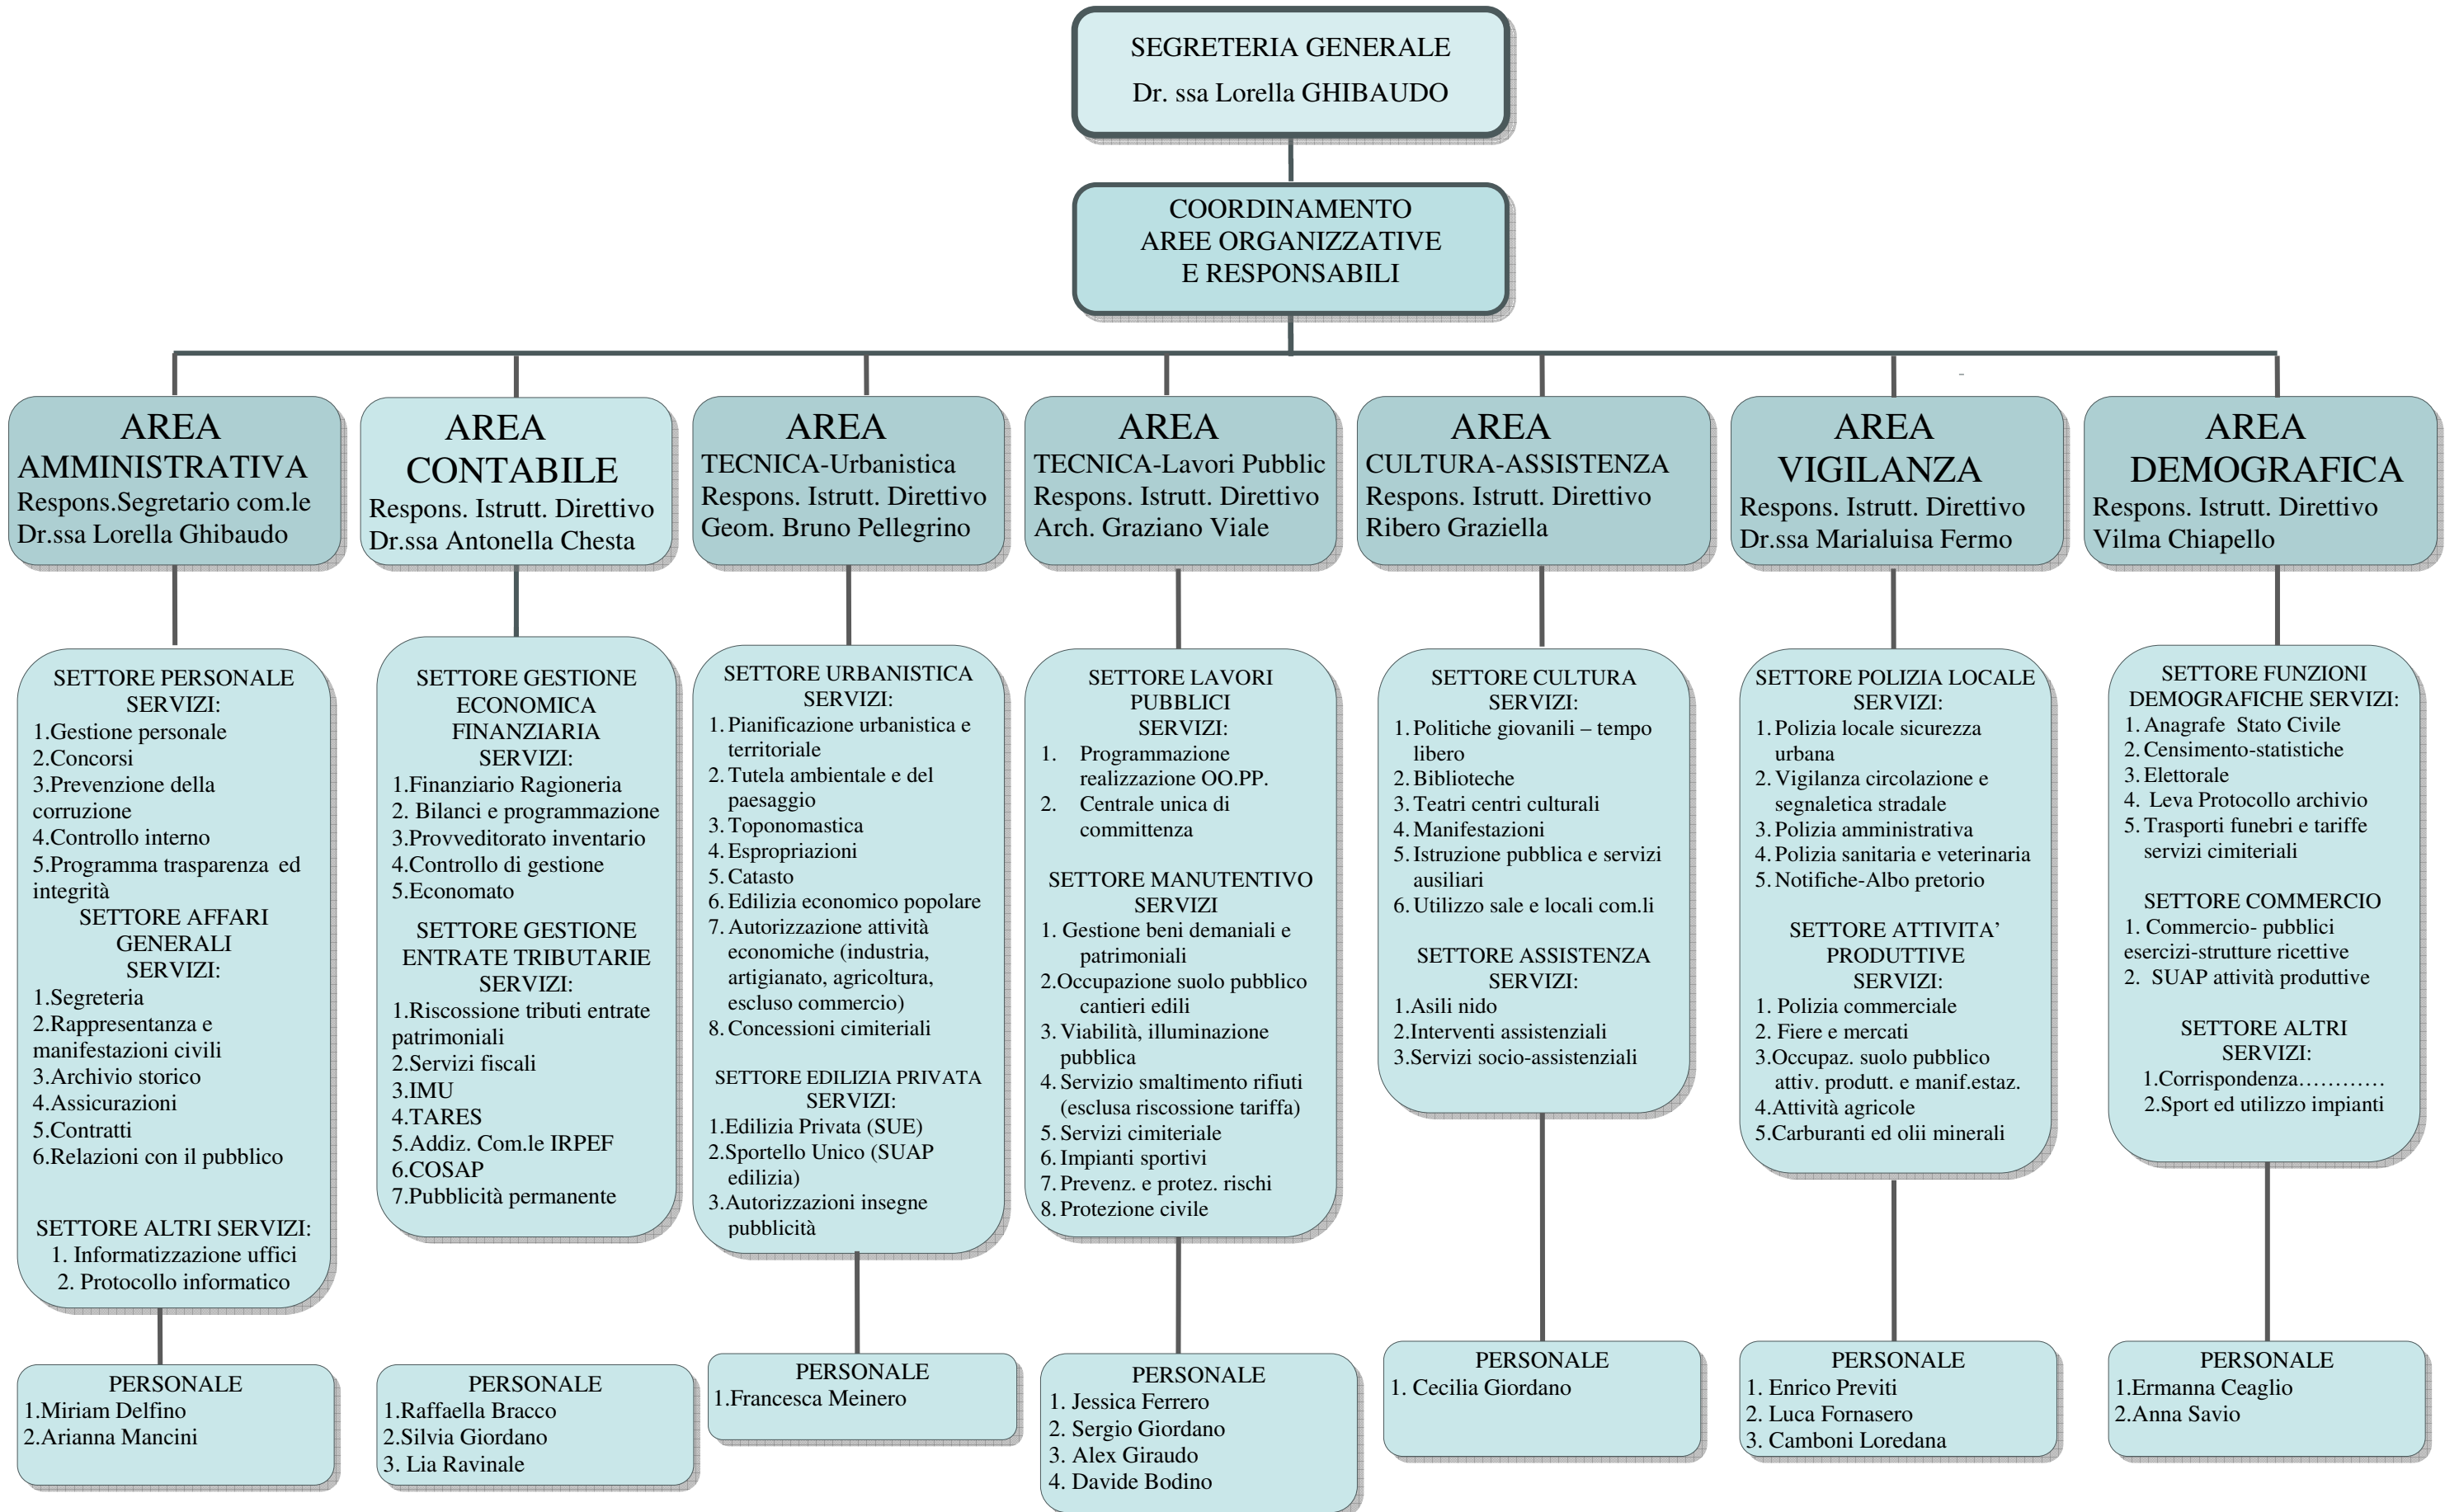 SEGRETERIA GENERALE
Dr. ssa Lorella GHIBAUDO
COORDINAMENTO
AREE ORGANIZZATIVE
E RESPONSABILI
AREA
AMMINISTRATIVA
Respons.Segretario com.le
Dr.ssa Lorella Ghibaudo
AREA
CONTABILE
Respons. Istrutt. Direttivo
Dr.ssa Antonella Chesta
AREA
TECNICA-Urbanistica
Respons. Istrutt. Direttivo
Geom. Bruno Pellegrino
AREA
TECNICA-Lavori Pubblic
Respons. Istrutt. Direttivo
Arch. Graziano Viale
AREA
CULTURA-ASSISTENZA
Respons. Istrutt. Direttivo
Ribero Graziella
AREA
VIGILANZA
Respons. Istrutt. Direttivo
Dr.ssa Marialuisa Fermo
AREA
DEMOGRAFICA
Respons. Istrutt. Direttivo
Vilma Chiapello
SETTORE PERSONALE
SERVIZI:
1.Gestione personale
2.Concorsi
3.Prevenzione della
corruzione
4.Controllo interno
5.Programma trasparenza ed
integrità
SETTORE AFFARI
GENERALI
SERVIZI:
1.Segreteria
2.Rappresentanza e
manifestazioni civili
3.Archivio storico
4.Assicurazioni
5.Contratti
6.Relazioni con il pubblico
SETTORE ALTRI SERVIZI:
1. Informatizzazione uffici
2. Protocollo informatico
SETTORE GESTIONE
ECONOMICA
FINANZIARIA
SERVIZI:
1.Finanziario Ragioneria
2. Bilanci e programmazione
3.Provveditorato inventario
4.Controllo di gestione
5.Economato
SETTORE GESTIONE
ENTRATE TRIBUTARIE
SERVIZI:
1.Riscossione tributi entrate
patrimoniali
2.Servizi fiscali
3.IMU
4.TARES
5.Addiz. Com.le IRPEF
6.COSAP
7.Pubblicità permanente
SETTORE URBANISTICA
SERVIZI:
1. Pianificazione urbanistica e
territoriale
2. Tutela ambientale e del
paesaggio
3. Toponomastica
4. Espropriazioni
5. Catasto
6. Edilizia economico popolare
7. Autorizzazione attività
economiche (industria,
artigianato, agricoltura,
escluso commercio)
8. Concessioni cimiteriali
SETTORE EDILIZIA PRIVATA
SERVIZI:
1.Edilizia Privata (SUE)
2.Sportello Unico (SUAP
edilizia)
3.Autorizzazioni insegne
pubblicità
SETTORE LAVORI
PUBBLICI
SERVIZI:
1. Programmazione
realizzazione OO.PP.
2. Centrale unica di
committenza
SETTORE MANUTENTIVO
SERVIZI
1. Gestione beni demaniali e
patrimoniali
2.Occupazione suolo pubblico
cantieri edili
3. Viabilità, illuminazione
pubblica
4. Servizio smaltimento rifiuti
(esclusa riscossione tariffa)
5. Servizi cimiteriale
6. Impianti sportivi
7. Prevenz. e protez. rischi
8. Protezione civile
SETTORE CULTURA
SERVIZI:
1. Politiche giovanili – tempo
libero
2. Biblioteche
3. Teatri centri culturali
4. Manifestazioni
5. Istruzione pubblica e servizi
ausiliari
6. Utilizzo sale e locali com.li
SETTORE ASSISTENZA
SERVIZI:
1.Asili nido
2.Interventi assistenziali
3.Servizi socio-assistenziali
SETTORE POLIZIA LOCALE
SERVIZI:
1. Polizia locale sicurezza
urbana
2. Vigilanza circolazione e
segnaletica stradale
3. Polizia amministrativa
4. Polizia sanitaria e veterinaria
5. Notifiche-Albo pretorio
SETTORE ATTIVITA’
PRODUTTIVE
SERVIZI:
1. Polizia commerciale
2. Fiere e mercati
3.Occupaz. suolo pubblico
attiv. produtt. e manif.estaz.
4.Attività agricole
5.Carburanti ed olii minerali
SETTORE FUNZIONI
DEMOGRAFICHE SERVIZI:
1. Anagrafe Stato Civile
2. Censimento-statistiche
3. Elettorale
4. Leva Protocollo archivio
5. Trasporti funebri e tariffe
servizi cimiteriali
SETTORE COMMERCIO
1. Commercio- pubblici
esercizi-strutture ricettive
2. SUAP attività produttive
SETTORE ALTRI
SERVIZI:
1.Corrispondenza…………
2.Sport ed utilizzo impianti
PERSONALE
1.Miriam Delfino
2.Arianna Mancini
PERSONALE
1.Raffaella Bracco
2.Silvia Giordano
3. Lia Ravinale
PERSONALE
1.Francesca Meinero
PERSONALE
1. Jessica Ferrero
2. Sergio Giordano
3. Alex Giraudo
4. Davide Bodino
PERSONALE
1. Cecilia Giordano
PERSONALE
1. Enrico Previti
2. Luca Fornasero
3. Camboni Loredana
PERSONALE
1.Ermanna Ceaglio
2.Anna Savio